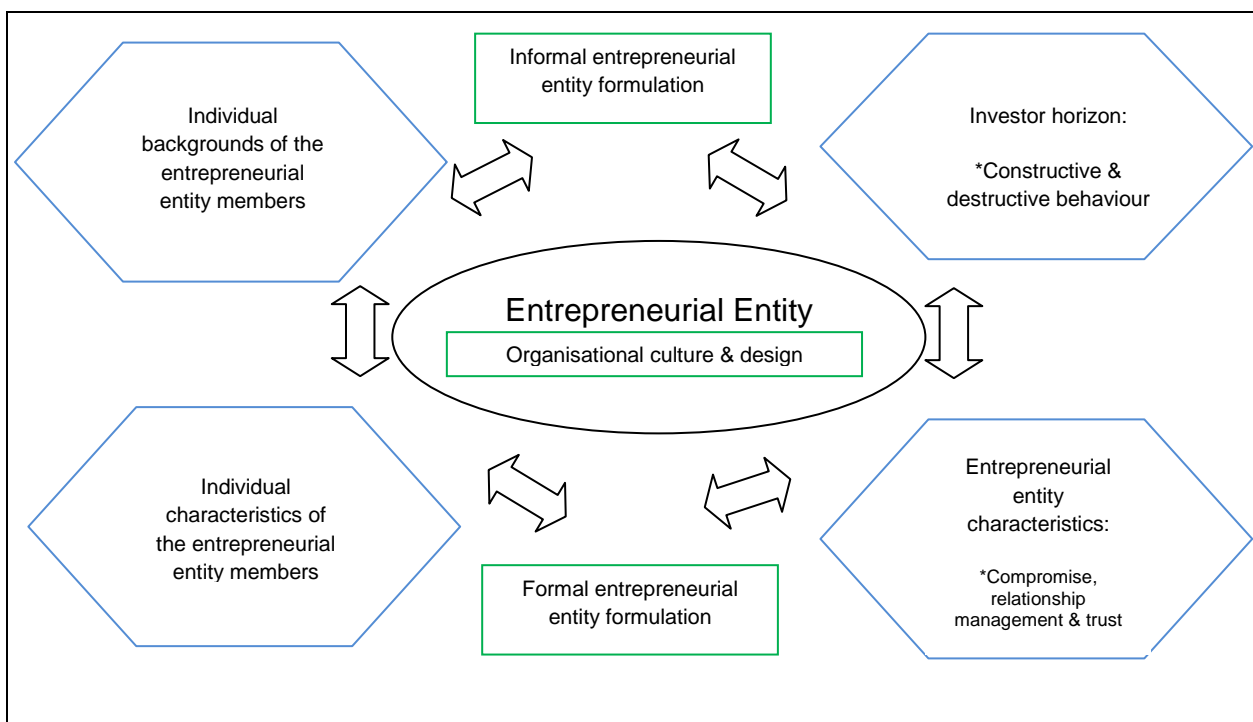 Informal entrepreneurial
entity formulation
Individual
backgrounds of the
entrepreneurial
entity members
Investor horizon:
*Constructive &
destructive behaviour
Entrepreneurial Entity
Organisational culture & design
Individual
characteristics of
the entrepreneurial
entity members
Entrepreneurial
entity
characteristics:
*Compromise,
relationship
management & trust
Formal entrepreneurial
entity formulation